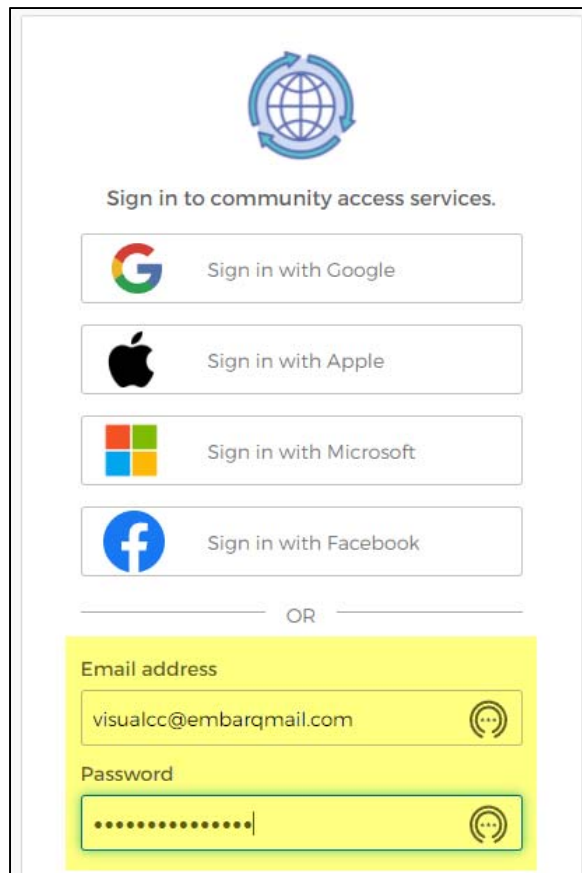 Sign in to community access services.
Sign in with Google
Sign in with Apple
Sign in with Microsoft
Sign in with Facebook
OR
Email address
visualcc@embarqmail.com
Password
•••••••••••••••